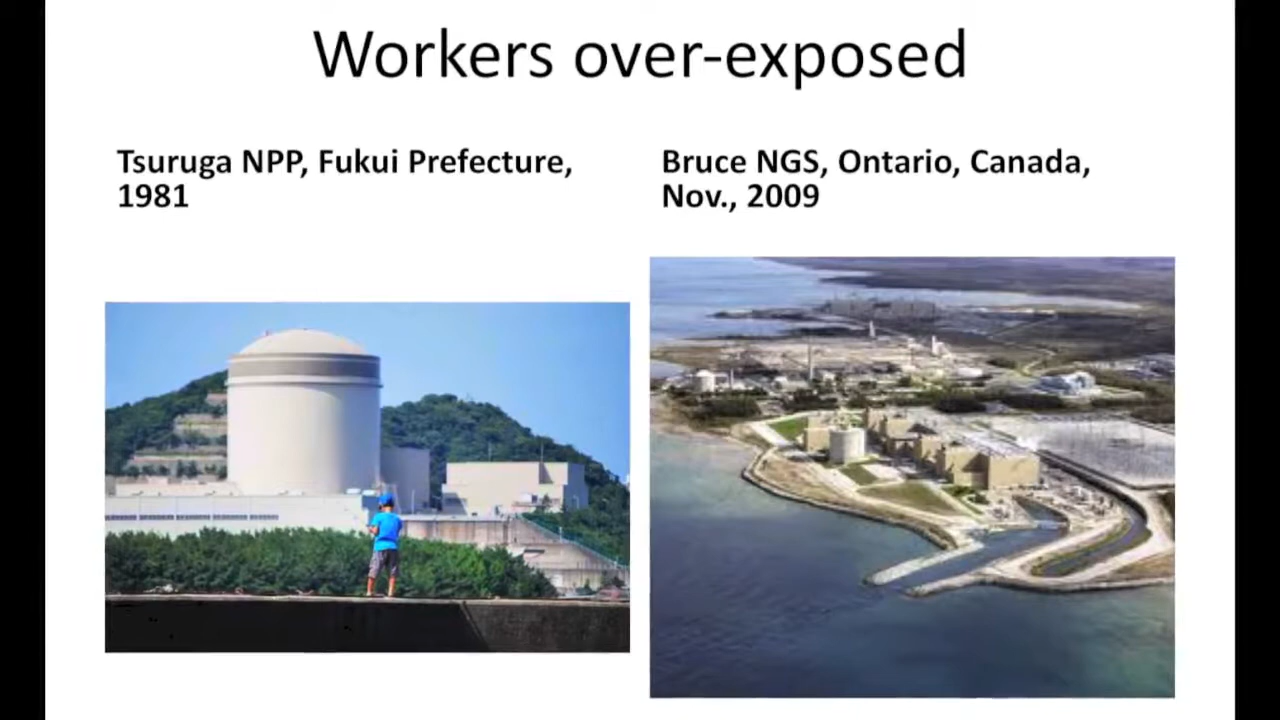 Workers over-exposed
Tsuruga NPP, Fukui Prefecture,
1981
Bruce NGS, Ontario, Canada,
Nov., 2009